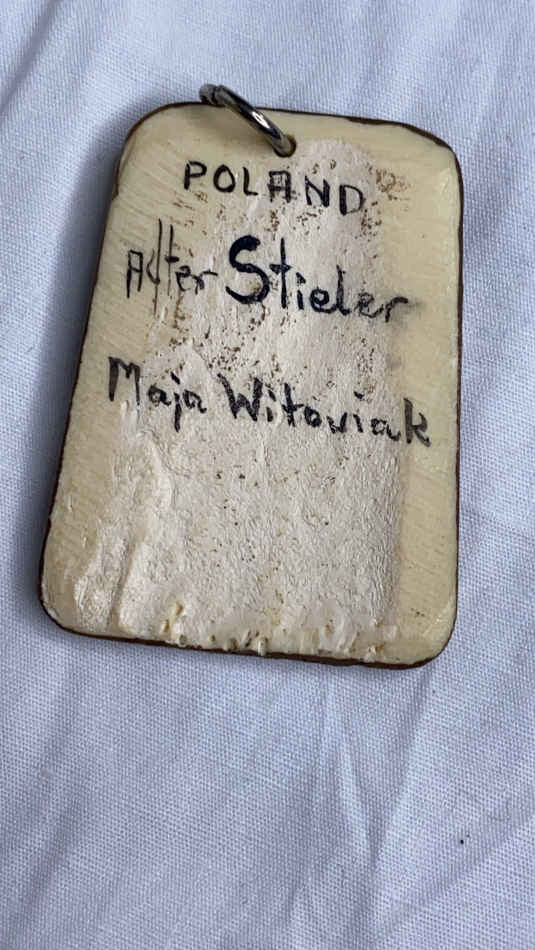 POLAND
After Stieler
Maja Witowiak